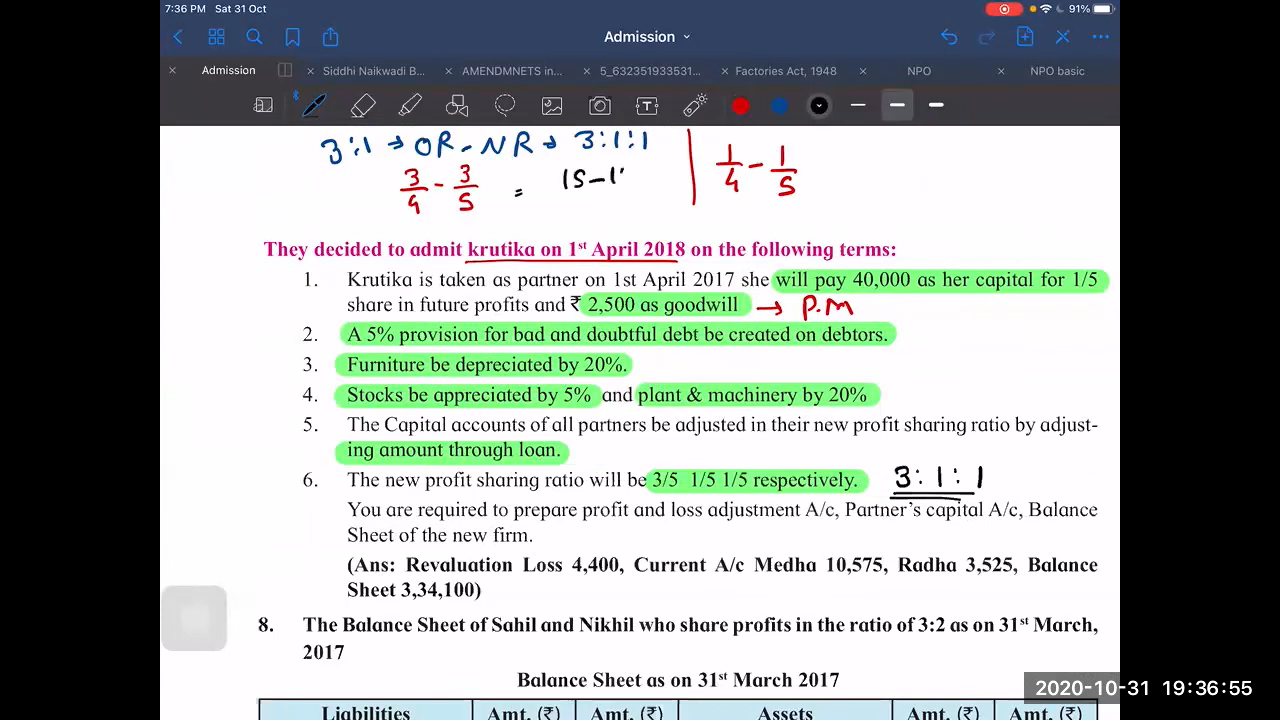 7:36 PM Sat 31 Oct
91%
Admission
Admission
Siddhi Naikwadi B...
AMENDMNETS in...
5_632351933531...
Factories Act, 1948
NPO
NPO basic
3:1 → OR - NR → 3:1:1
3/4 - 3/5 = 15-1
1/4 - 1/5
They decided to admit krutika on 1st April 2018 on the following terms:
1. Krutika is taken as partner on 1st April 2017 she will pay 40,000 as her capital for 1/5
share in future profits and ₹ 2,500 as goodwill → P.M
2. A 5% provision for bad and doubtful debt be created on debtors.
3. Furniture be depreciated by 20%.
4. Stocks be appreciated by 5% and plant & machinery by 20%
5. The Capital accounts of all partners be adjusted in their new profit sharing ratio by adjust-
ing amount through loan.
6. The new profit sharing ratio will be 3/5 1/5 1/5 respectively. 3:1:1
You are required to prepare profit and loss adjustment A/c, Partner's capital A/c, Balance
Sheet of the new firm.
(Ans: Revaluation Loss 4,400, Current A/c Medha 10,575, Radha 3,525, Balance
Sheet 3,34,100)
8. The Balance Sheet of Sahil and Nikhil who share profits in the ratio of 3:2 as on 31st March,
2017
Balance Sheet as on 31st March 2017
Liabilities Amt. (₹) Amt. (₹) Assets Amt. (₹) Amt. (₹)
2020-10-31 19:36:55